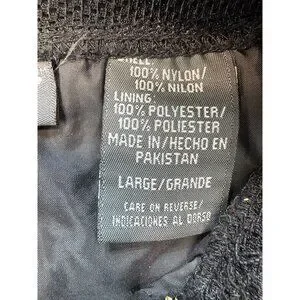 SHELL:
100% NYLON/
100% NILON
LINING:
100% POLYESTER/
100% POLIESTER
MADE IN/HECHO EN
PAKISTAN
LARGE/GRANDE
CARE ON REVERSE/
INDICACIONES AL DORSO